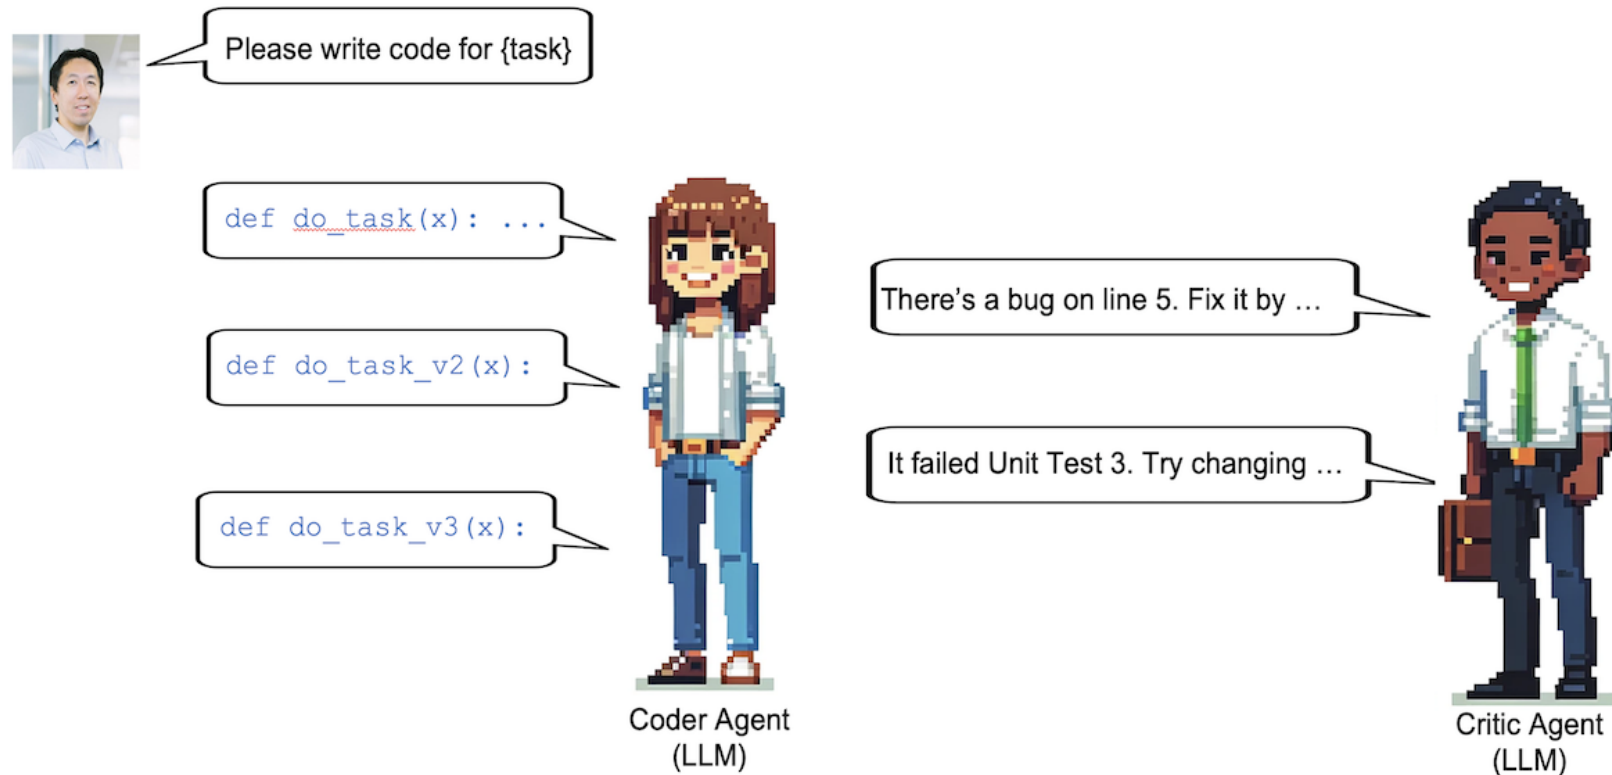 Please write code for {task}
def do_task(x): ...
There's a bug on line 5. Fix it by …
def do_task_v2(x):
It failed Unit Test 3. Try changing …
def do_task_v3(x):
Coder Agent
(LLM)
Critic Agent
(LLM)